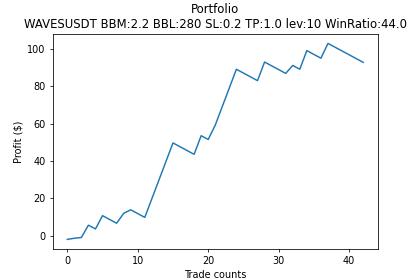 Portfolio
WAVESUSDT BBM:2.2 BBL:280 SL:0.2 TP:1.0 lev:10 WinRatio:44.0
100
80
60
40
20
0
Profit ($)
0 10 20 30 40
Trade counts